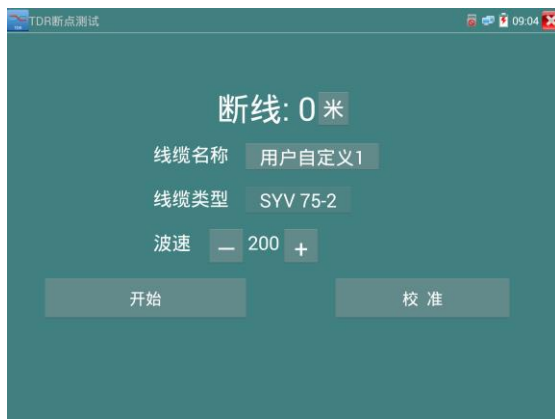 TDR断点测试 09:04
断线: 0 米
线缆名称 用户自定义1
线缆类型 SYV 75-2
波速 — 200 +
开始 校 准